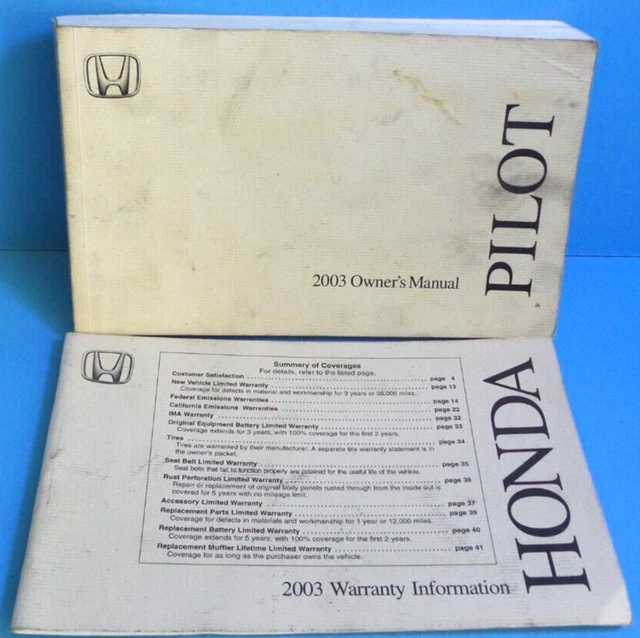 PILOT
2003 Owner's Manual
Summary of Coverages
For details, refer to the listed page.
Customer Satisfaction ........ page 4
New Vehicle Limited Warranty ........ page 13
Coverage for defects in material and workmanship for 3 years or 36,000 miles.
Federal Emissions Warranties ........ page 14
California Emissions Warranties ........ page 22
IMA Warranty ........ page 32
Original Equipment Battery Limited Warranty ........ page 33
Coverage extends for 3 years, with 100% coverage for the first 2 years.
Tires ........ page 34
Tires are warranted by their manufacturer. A separate tire warranty statement is in
the owner's packet.
Seat Belt Limited Warranty ........ page 35
Seat belts that fail to function properly are covered for the useful life of the vehicle.
Rust Perforation Limited Warranty ........ page 36
Repair or replacement of original body panels rusted through from the inside out is
covered for 5 years with no mileage limit.
Accessory Limited Warranty ........ page 37
Replacement Parts Limited Warranty ........ page 39
Coverage for defects in materials and workmanship for 1 year or 12,000 miles.
Replacement Battery Limited Warranty ........ page 40
Coverage extends for 5 years, with 100% coverage for the first 2 years.
Replacement Muffler Lifetime Limited Warranty ........ page 41
Coverage for as long as the purchaser owns the vehicle.
HONDA
2003 Warranty Information